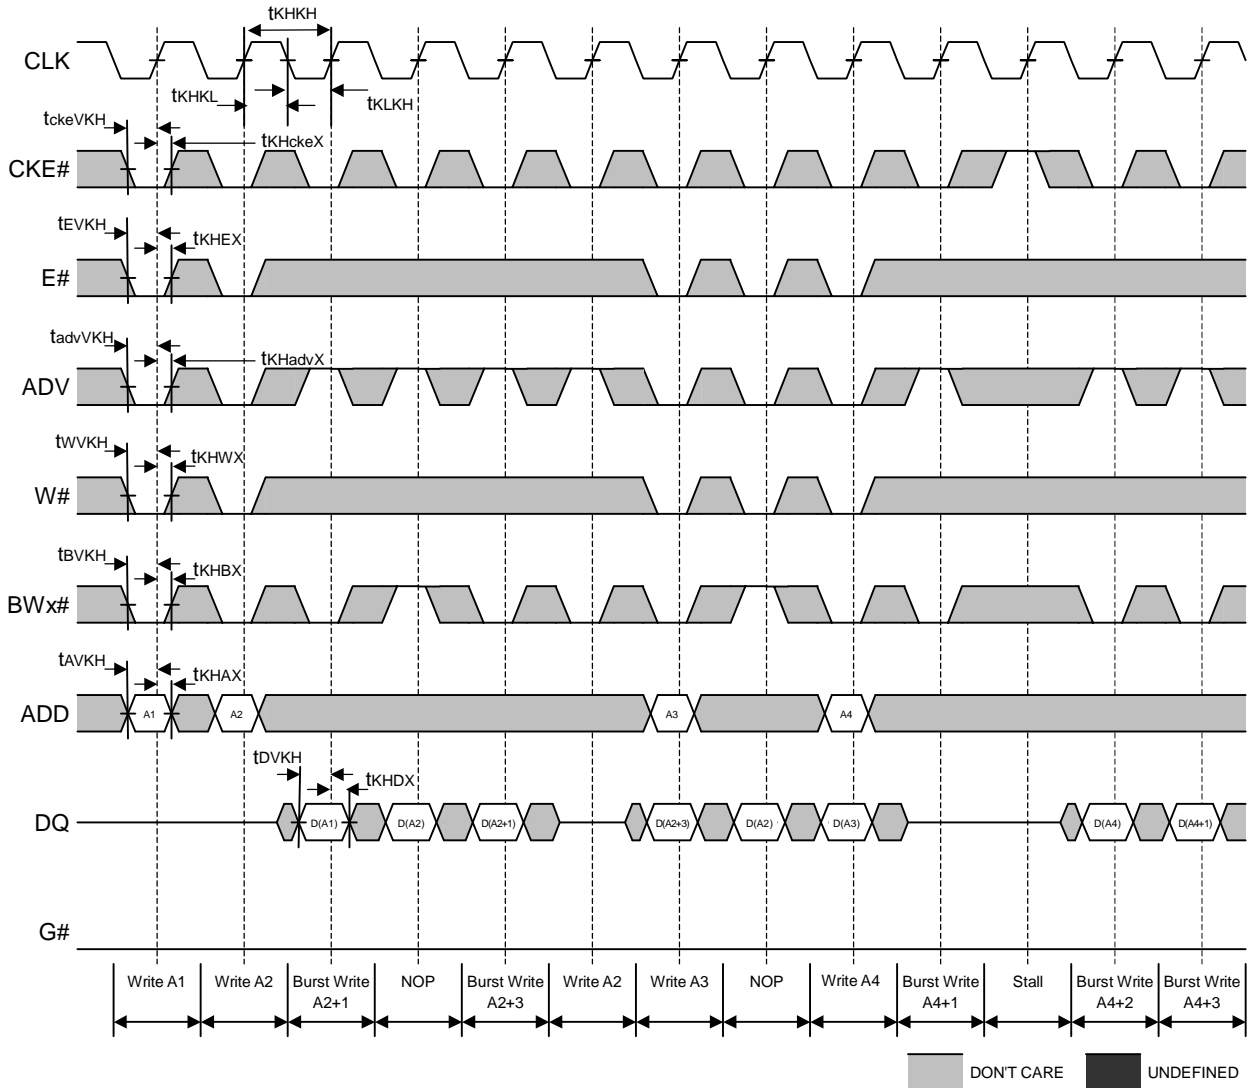 tKHKH
CLK
tKHKL
tKLKH
tckeVKH
tKHckeX
CKE#
tEVKH
tKHEX
E#
tadvVKH
tKHadvX
ADV
tWVKH
tKHWX
W#
tBVKH
tKHBX
BWx#
tAVKH
tKHAX
ADD
A1
A2
A3
A4
tDVKH
tKHDX
DQ
D(A1)
D(A2)
D(A2+1)
D(A2+3)
D(A2)
D(A3)
D(A4)
D(A4+1)
G#
Write A1
Write A2
Burst Write
A2+1
NOP
Burst Write
A2+3
Write A2
Write A3
NOP
Write A4
Burst Write
A4+1
Stall
Burst Write
A4+2
Burst Write
A4+3
DON'T CARE
UNDEFINED